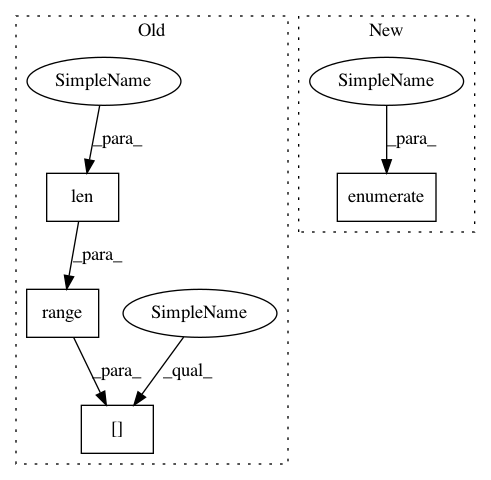 Old
New
SimpleName
SimpleName
_para_
_para_
len
enumerate
_para_
range
SimpleName
_para_
_qual_
[]